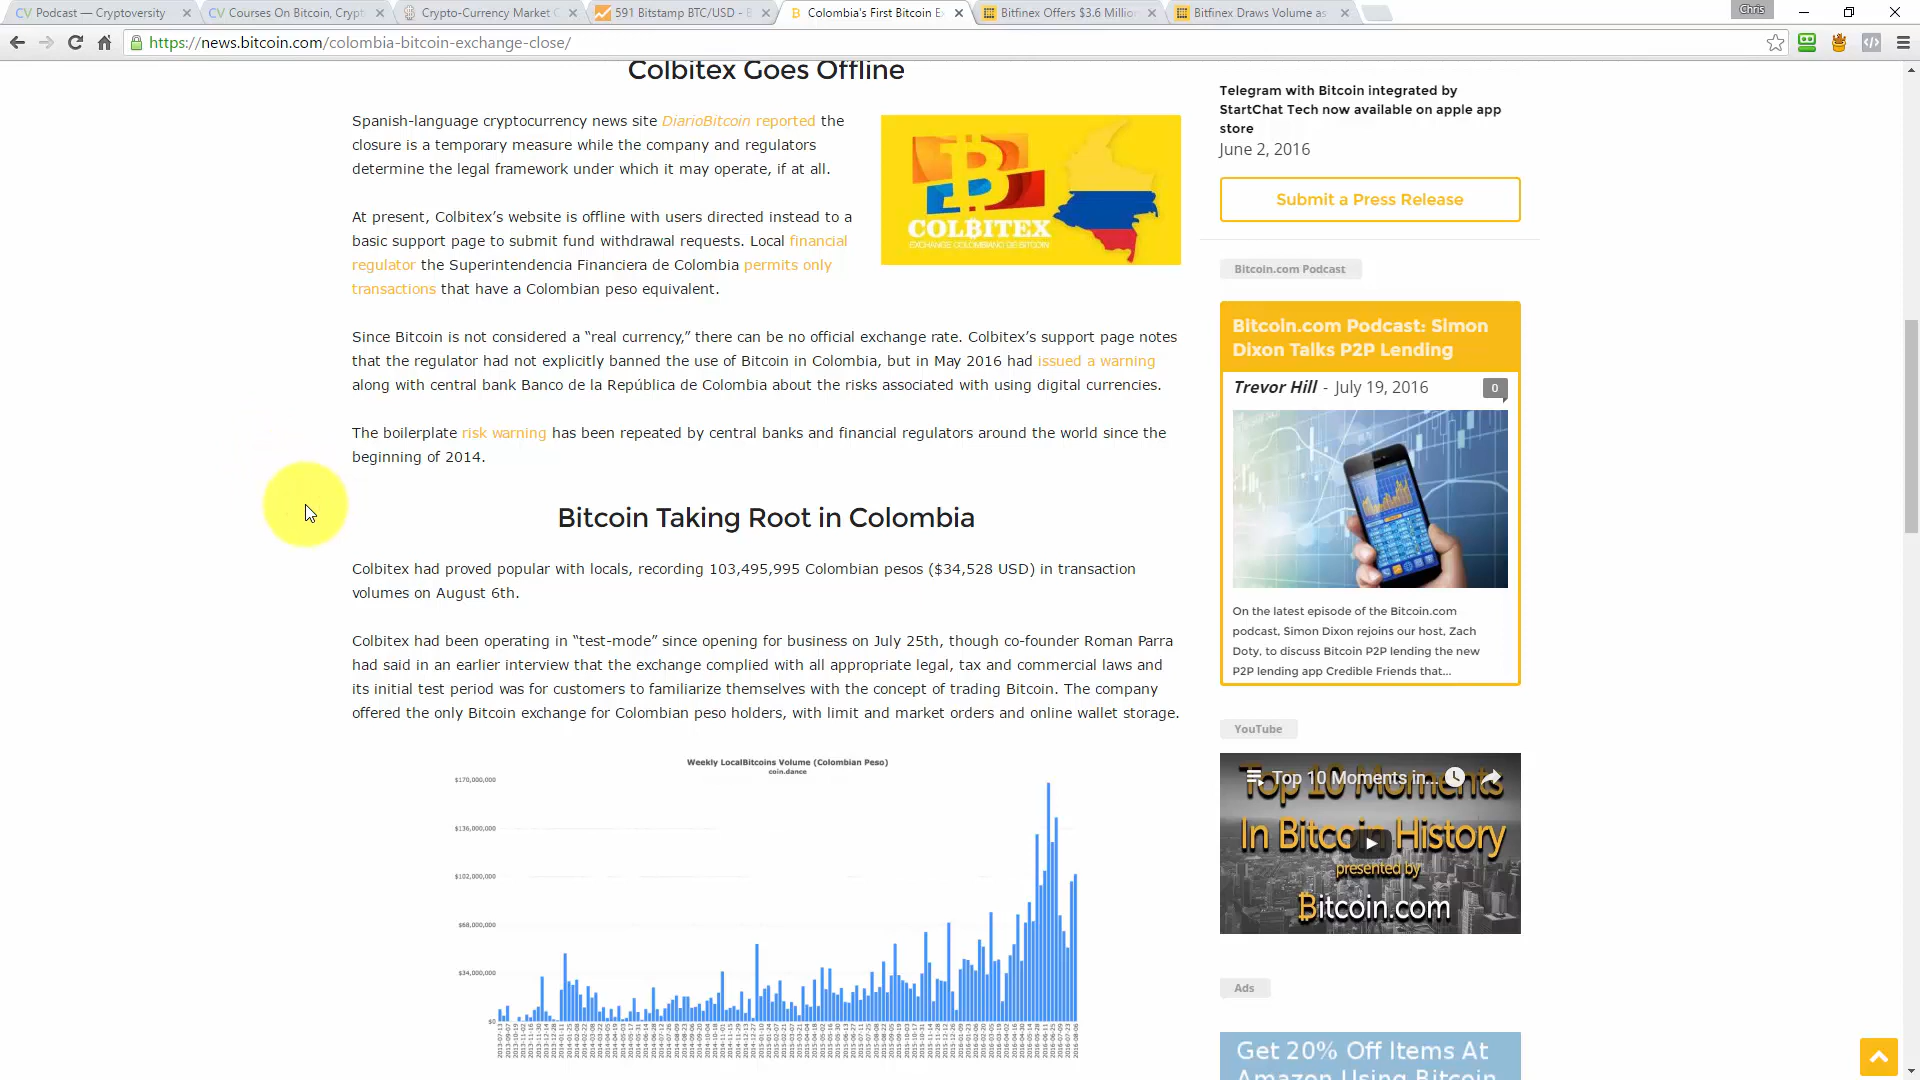 CV Podcast — Cryptoversity
CV Courses On Bitcoin, Crypt
Crypto-Currency Market C
591 Bitstamp BTC/USD - B
Colombia's First Bitcoin E
Bitfinex Offers $3.6 Million
Bitfinex Draws Volume as
Chris
https://news.bitcoin.com/colombia-bitcoin-exchange-close/
Colbitex Goes Offline
Spanish-language cryptocurrency news site DiarioBitcoin reported the
closure is a temporary measure while the company and regulators
determine the legal framework under which it may operate, if at all.
COLBITEX
EXCHANGE COLOMBIANO DE BITCOIN
At present, Colbitex’s website is offline with users directed instead to a
basic support page to submit fund withdrawal requests. Local financial
regulator the Superintendencia Financiera de Colombia permits only
transactions that have a Colombian peso equivalent.
Since Bitcoin is not considered a “real currency,” there can be no official exchange rate. Colbitex’s support page notes
that the regulator had not explicitly banned the use of Bitcoin in Colombia, but in May 2016 had issued a warning
along with central bank Banco de la República de Colombia about the risks associated with using digital currencies.
The boilerplate risk warning has been repeated by central banks and financial regulators around the world since the
beginning of 2014.
Bitcoin Taking Root in Colombia
Colbitex had proved popular with locals, recording 103,495,995 Colombian pesos ($34,528 USD) in transaction
volumes on August 6th.
Colbitex had been operating in “test-mode” since opening for business on July 25th, though co-founder Roman Parra
had said in an earlier interview that the exchange complied with all appropriate legal, tax and commercial laws and
its initial test period was for customers to familiarize themselves with the concept of trading Bitcoin. The company
offered the only Bitcoin exchange for Colombian peso holders, with limit and market orders and online wallet storage.
Weekly LocalBitcoins Volume (Colombian Peso)
coin.dance
$170,000,000
$136,000,000
$102,000,000
$68,000,000
$34,000,000
$0
Telegram with Bitcoin integrated by
StartChat Tech now available on apple app
store
June 2, 2016
Submit a Press Release
Bitcoin.com Podcast
Bitcoin.com Podcast: Simon
Dixon Talks P2P Lending
Trevor Hill - July 19, 2016
0
On the latest episode of the Bitcoin.com
podcast, Simon Dixon rejoins our host, Zach
Doty, to discuss Bitcoin P2P lending the new
P2P lending app Credible Friends that...
YouTube
Top 10 Moments in...
Top 10 Moments
In Bitcoin History
presented by
Bitcoin.com
Ads
Get 20% Off Items At
Amazon Using Bitcoin